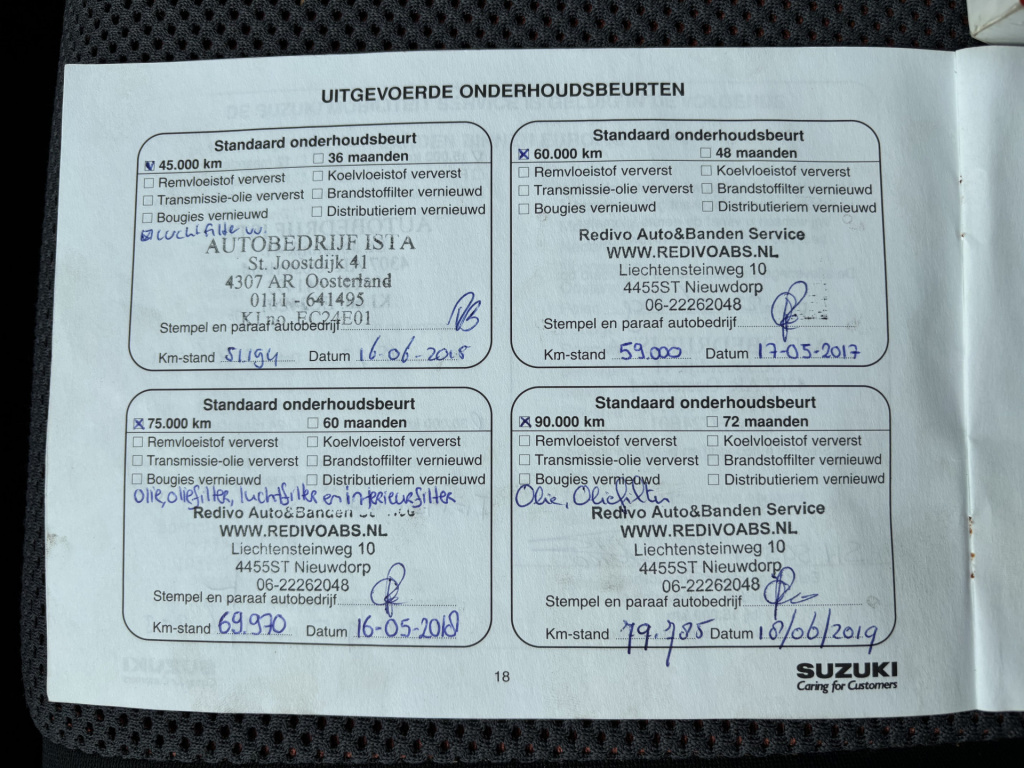 UITGEVOERDE ONDERHOUDSBEURTEN
Standaard onderhoudsbeurt
45.000 km 36 maanden
Remvloeistof ververst Koelvloeistof ververst
Transmissie-olie ververst Brandstoffilter vernieuwd
Bougies vernieuwd Distributieriem vernieuwd
Luchtfilter
AUTOBEDRIJF ISTA
St. Joostdijk 41
4307 AR Oosterland
0111 - 641495
KI no. EC24E01
Stempel en paraaf autobedrijf
Km-stand 51.194 Datum 16-06-2018
Standaard onderhoudsbeurt
60.000 km 48 maanden
Remvloeistof ververst Koelvloeistof ververst
Transmissie-olie ververst Brandstoffilter vernieuwd
Bougies vernieuwd Distributieriem vernieuwd
Redivo Auto&Banden Service
WWW.REDIVOABS.NL
Liechtensteinweg 10
4455ST Nieuwdorp
06-22262048
Stempel en paraaf autobedrijf
Km-stand 59.000 Datum 17-05-2017
Standaard onderhoudsbeurt
75.000 km 60 maanden
Remvloeistof ververst Koelvloeistof ververst
Transmissie-olie ververst Brandstoffilter vernieuwd
Bougies vernieuwd Distributieriem vernieuwd
Olie, oliefilter, luchtfilter en interieurfilter
Redivo Auto&Banden Service
WWW.REDIVOABS.NL
Liechtensteinweg 10
4455ST Nieuwdorp
06-22262048
Stempel en paraaf autobedrijf
Km-stand 69.970 Datum 16-05-2018
Standaard onderhoudsbeurt
90.000 km 72 maanden
Remvloeistof ververst Koelvloeistof ververst
Transmissie-olie ververst Brandstoffilter vernieuwd
Bougies vernieuwd Distributieriem vernieuwd
Olie, Oliefilter
Redivo Auto&Banden Service
WWW.REDIVOABS.NL
Liechtensteinweg 10
4455ST Nieuwdorp
06-22262048
Stempel en paraaf autobedrijf
Km-stand 79.785 Datum 18/06/2019
18
SUZUKI
Caring for Customers